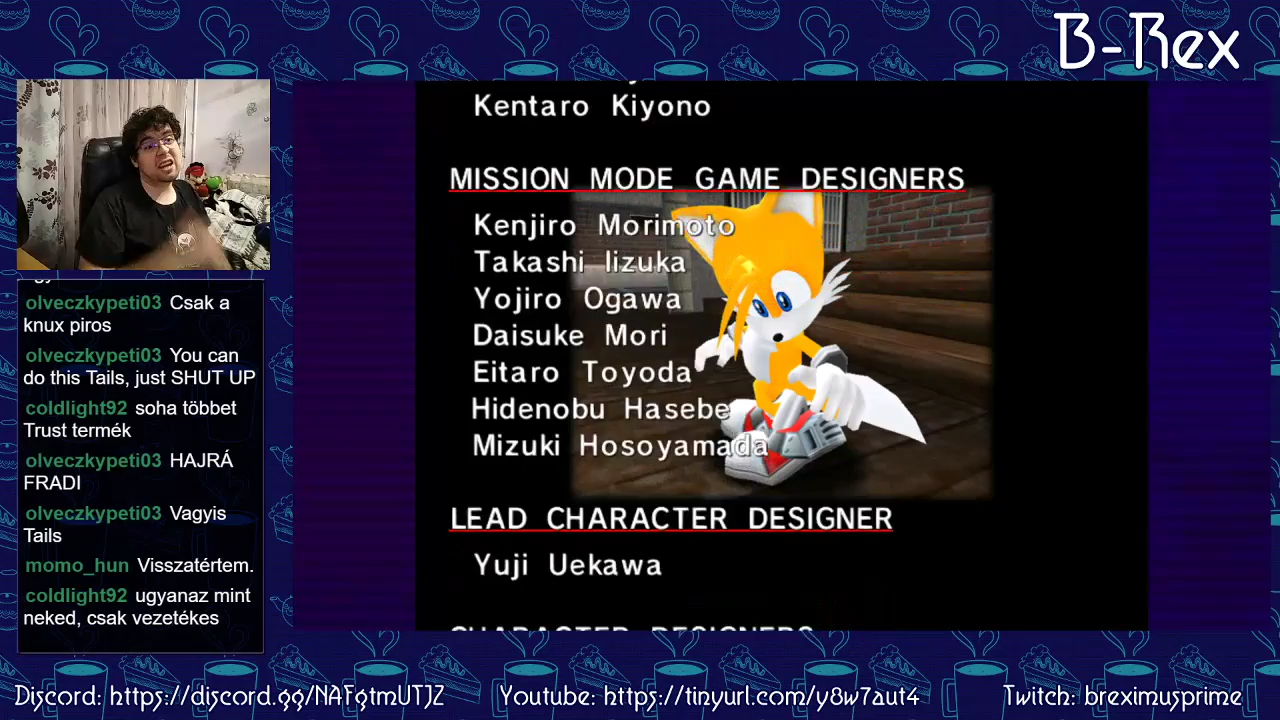 B-Rex
Kentaro Kiyono
MISSION MODE GAME DESIGNERS
Kenjiro Morimoto
Takashi Iizuka
Yojiro Ogawa
Daisuke Mori
Eitaro Toyoda
Hidenobu Hasebe
Mizuki Hosoyamada
LEAD CHARACTER DESIGNER
Yuji Uekawa
CHARACTER DESIGNERS
olveczkypeti03 Csak a
knux piros
olveczkypeti03 You can
do this Tails, just SHUT UP
coldlight92 soha többet
Trust termék
olveczkypeti03 HAJRÁ
FRADI
olveczkypeti03 Vagyis
Tails
momo_hun Visszatértem.
coldlight92 ugyanaz mint
neked, csak vezetékes
Discord: https://discord.gg/NAFgtmUTJZ
Youtube: https://tinyurl.com/y8w7aut4
Twitch: breximusprime